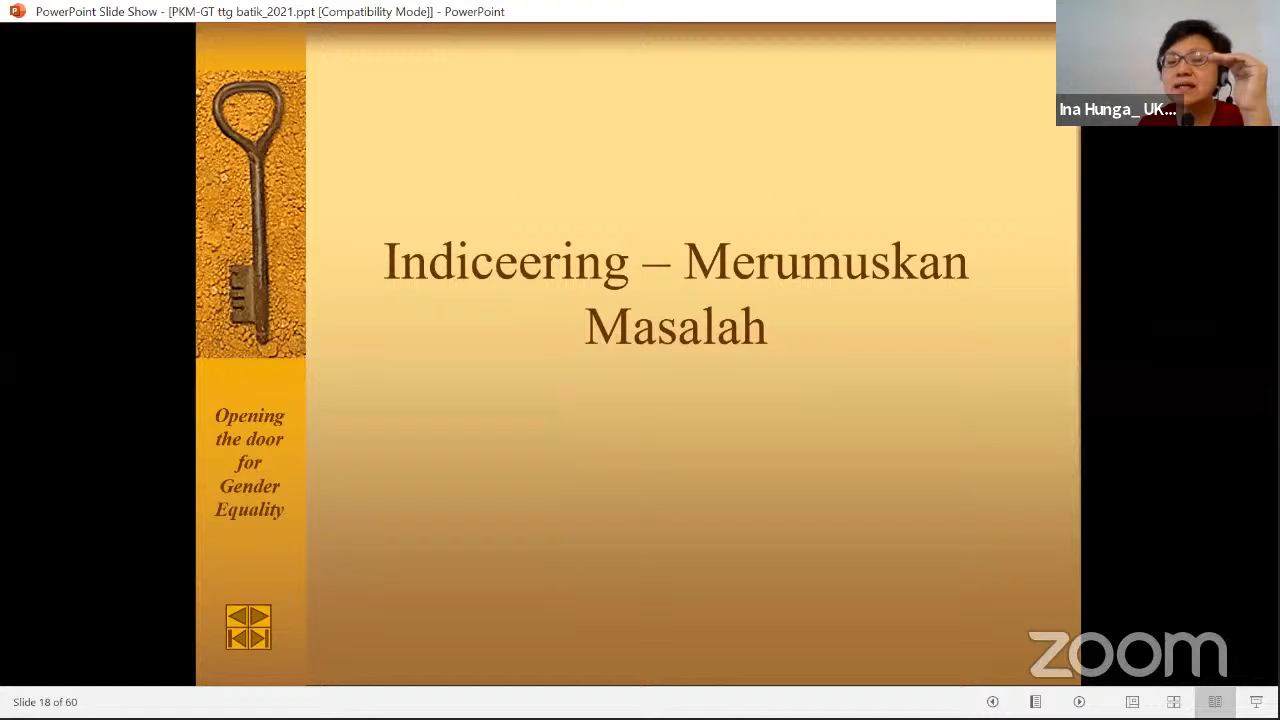 PowerPoint Slide Show - [PKM-GT ttg batik_2021.ppt [Compatibility Mode]] - PowerPoint
Ina Hunga_ UK...
Indiceering – Merumuskan
Masalah
Opening
the door
for
Gender
Equality
zoom
Slide 18 of 60